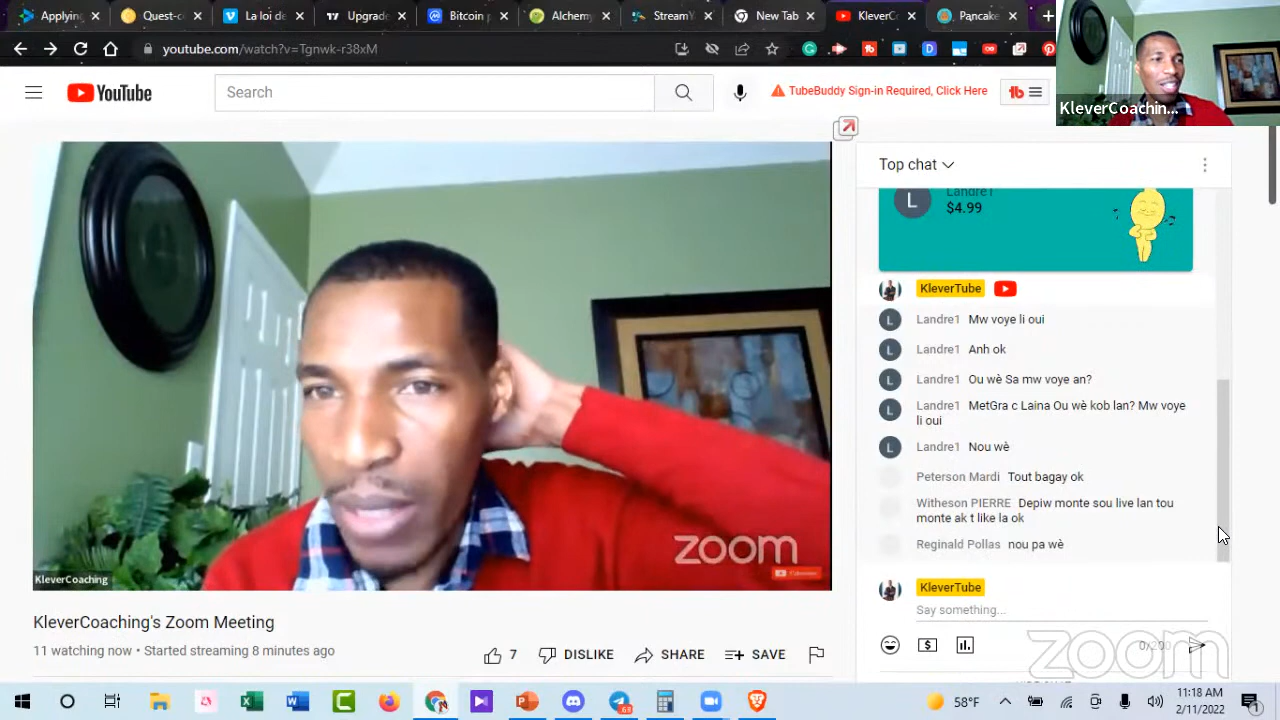 Applying
Quest-c
La loi de
Upgrade
Bitcoin
Alchemy
StreamY
New Tab
KleverC
Pancake
youtube.com/watch?v=Tgnwk-r38xM
YouTube
Search
TubeBuddy Sign-in Required, Click Here
KleverCoachin...
Top chat
Landre1
$4.99
KleverTube
Landre1 Mw voye li oui
Landre1 Anh ok
Landre1 Ou wè Sa mw voye an?
Landre1 MetGra c Laina Ou wè kob lan? Mw voye
li oui
Landre1 Nou wè
Peterson Mardi Tout bagay ok
Witheson PIERRE Depiw monte sou live lan tou
monte ak t like la ok
Reginald Pollas nou pa wè
KleverTube
Say something...
0/200
zoom
KleverCoaching
zoom
KleverCoaching's Zoom Meeting
11 watching now • Started streaming 8 minutes ago
7
DISLIKE
SHARE
SAVE
58°F
11:18 AM
2/11/2022